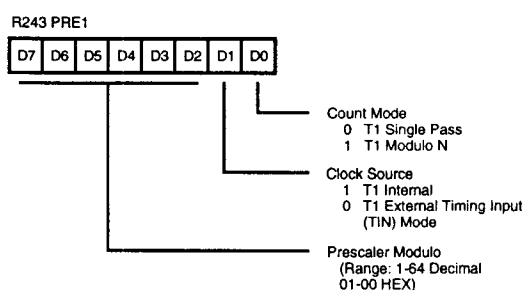 R243 PRE1
D7 D6 D5 D4 D3 D2 D1 D0
Count Mode
0 T1 Single Pass
1 T1 Modulo N
Clock Source
1 T1 Internal
0 T1 External Timing Input
(TIN) Mode
Prescaler Modulo
(Range: 1-64 Decimal
01-00 HEX)